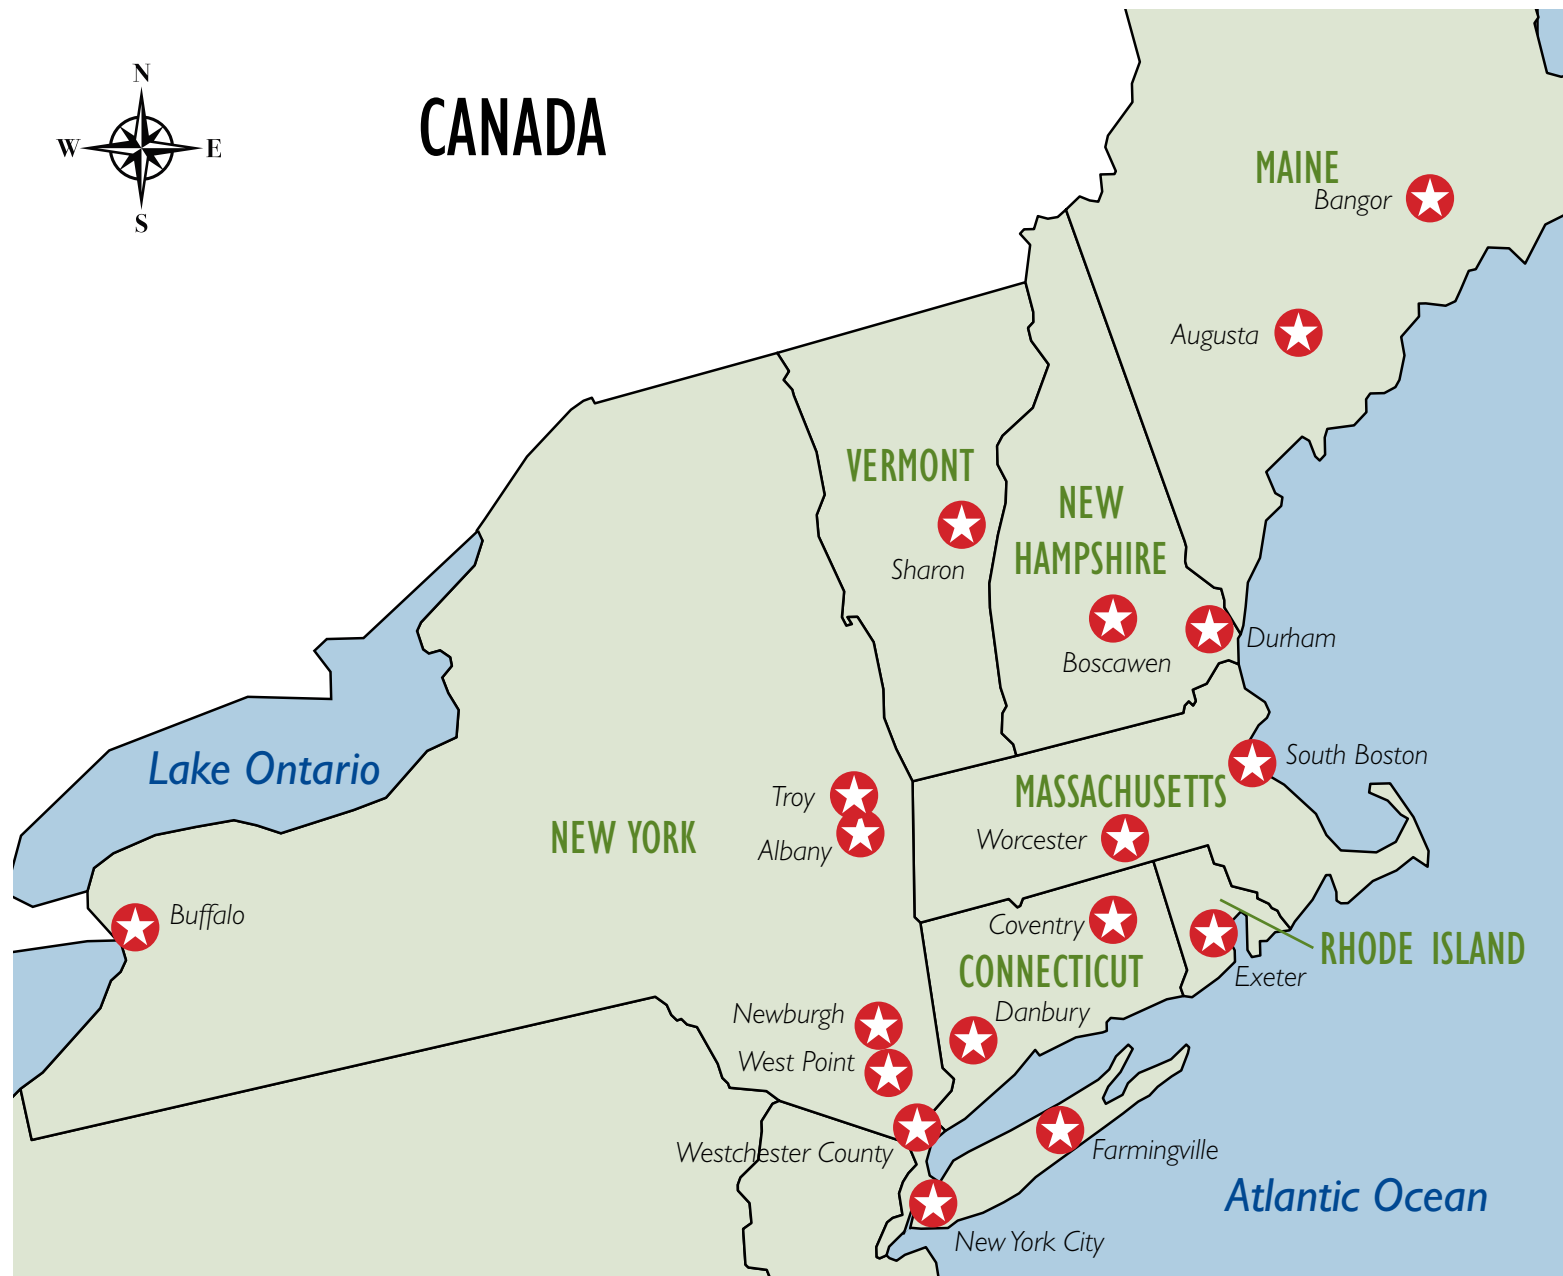 N
W E
S
CANADA
MAINE
Bangor
Augusta
VERMONT
Sharon
NEW
HAMPSHIRE
Boscawen
Durham
Lake Ontario
South Boston
MASSACHUSETTS
Troy
Worcester
NEW YORK
Albany
Buffalo
Coventry
RHODE ISLAND
CONNECTICUT
Exeter
Newburgh
Danbury
West Point
Westchester County
Farmingville
Atlantic Ocean
New York City